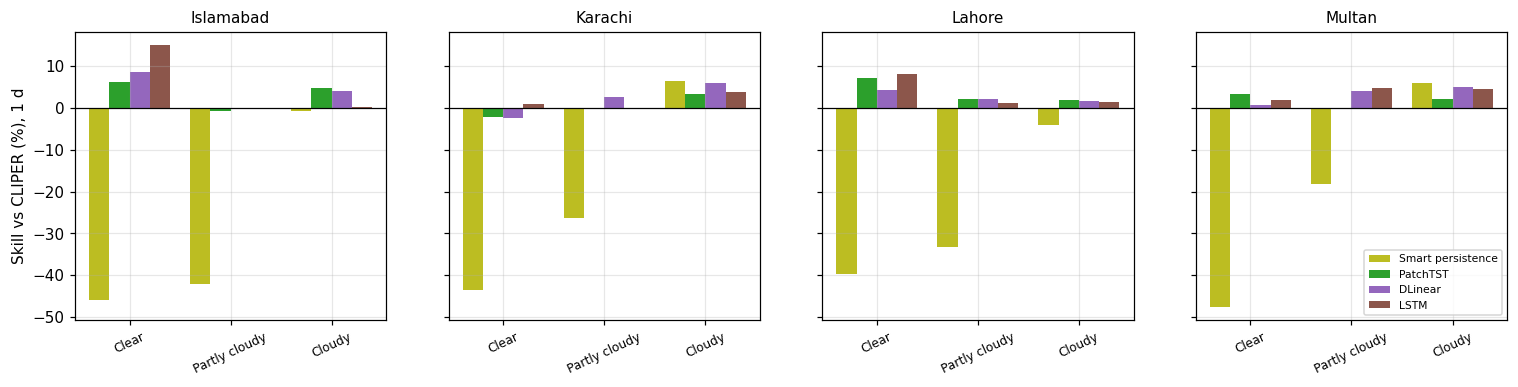 Islamabad
Karachi
Lahore
Multan
Skill vs CLIPER (%), 1 d
10
0
−10
−20
−30
−40
−50
Clear
Partly cloudy
Cloudy
Clear
Partly cloudy
Cloudy
Clear
Partly cloudy
Cloudy
Clear
Partly cloudy
Cloudy
Smart persistence
PatchTST
DLinear
LSTM